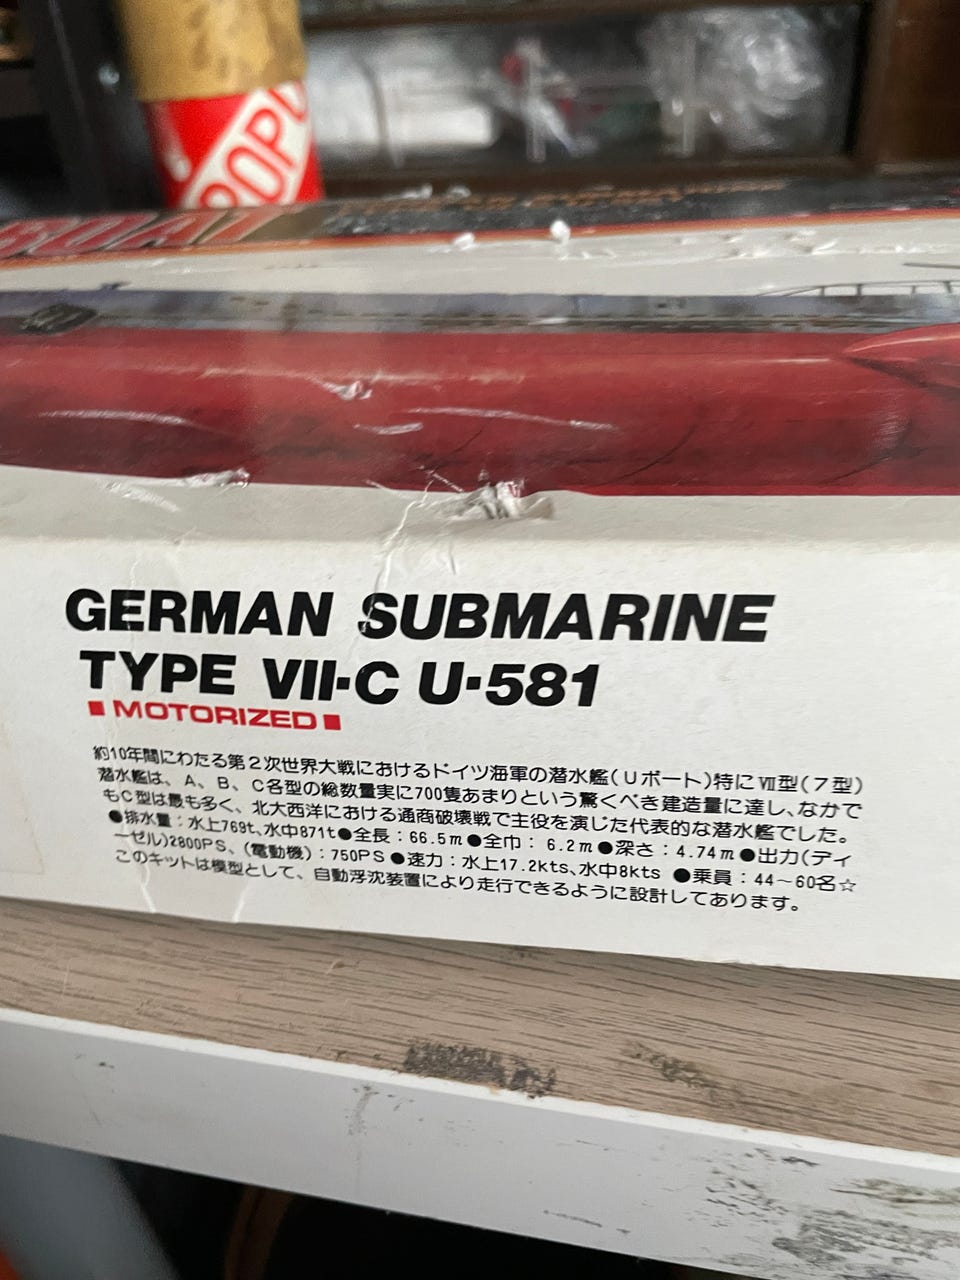 POPU
BOAT
GERMAN SUBMARINE
TYPE VII-C U-581
■ MOTORIZED ■
約10年間にわたる第2次世界大戦におけるドイツ海軍の潜水艦(Uボート)特にⅦ型(7型)
潜水艦は、A、B、C各型の総数量実に700隻あまりという驚くべき建造量に達し、なかで
もC型は最も多く、北大西洋における通商破壊戦で主役を演じた代表的な潜水艦でした。
●排水量：水上769t、水中871t●全長：66.5m●全巾：6.2m●深さ：4.74m●出力(ディ
ーゼル)2800PS、(電動機)：750PS●速力：水上17.2kts、水中8kts ●乗員：44～60名☆
このキットは模型として、自動浮沈装置により走行できるように設計してあります。